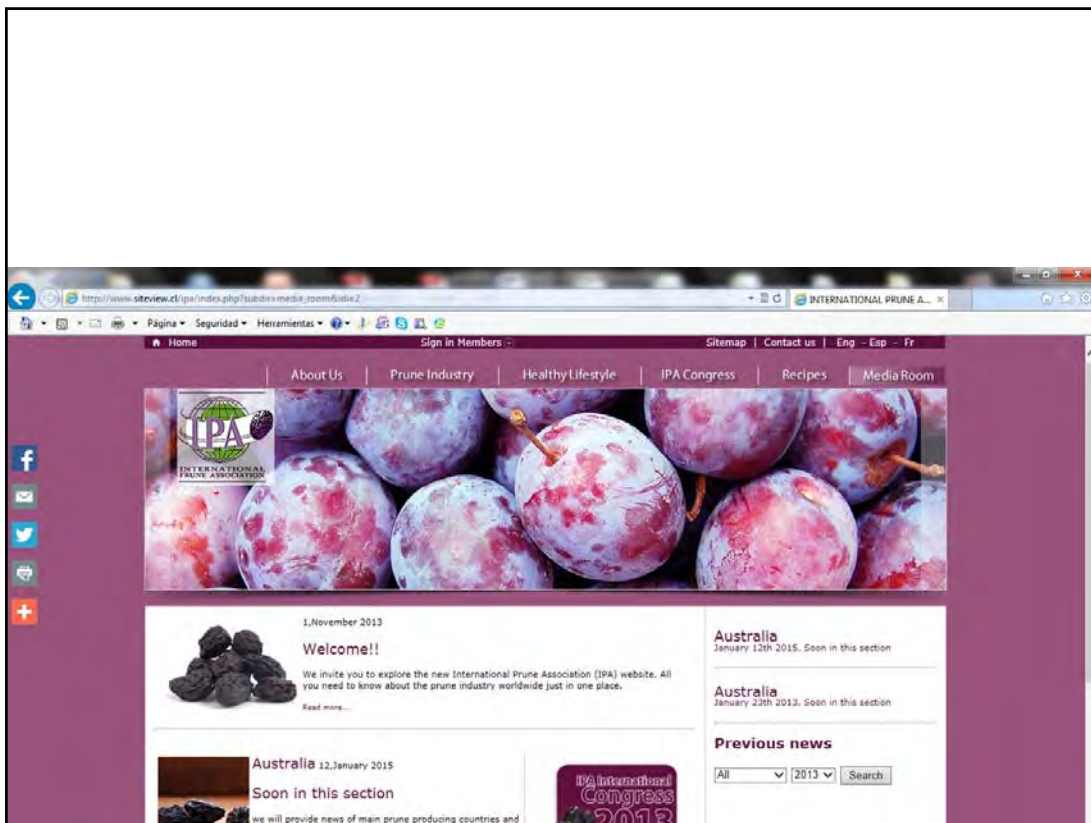 http://www.siteview.cl/ipa/index.php?subdir=media_room&idi=2
INTERNATIONAL PRUNE A...
Página Seguridad Herramientas
Home
Sign in Members
Sitemap | Contact us | Eng - Esp - Fr
About Us | Prune Industry | Healthy Lifestyle | IPA Congress | Recipes | Media Room
IPA
INTERNATIONAL
PRUNE ASSOCIATION
1,November 2013
Welcome!!
We invite you to explore the new International Prune Association (IPA) website. All
you need to know about the prune industry worldwide just in one place.
Read more...
Australia 12,January 2015
Soon in this section
we will provide news of main prune producing countries and
IPA International
Congress
2013
Australia
January 12th 2015. Soon in this section
Australia
January 23th 2013. Soon in this section
Previous news
All 2013 Search